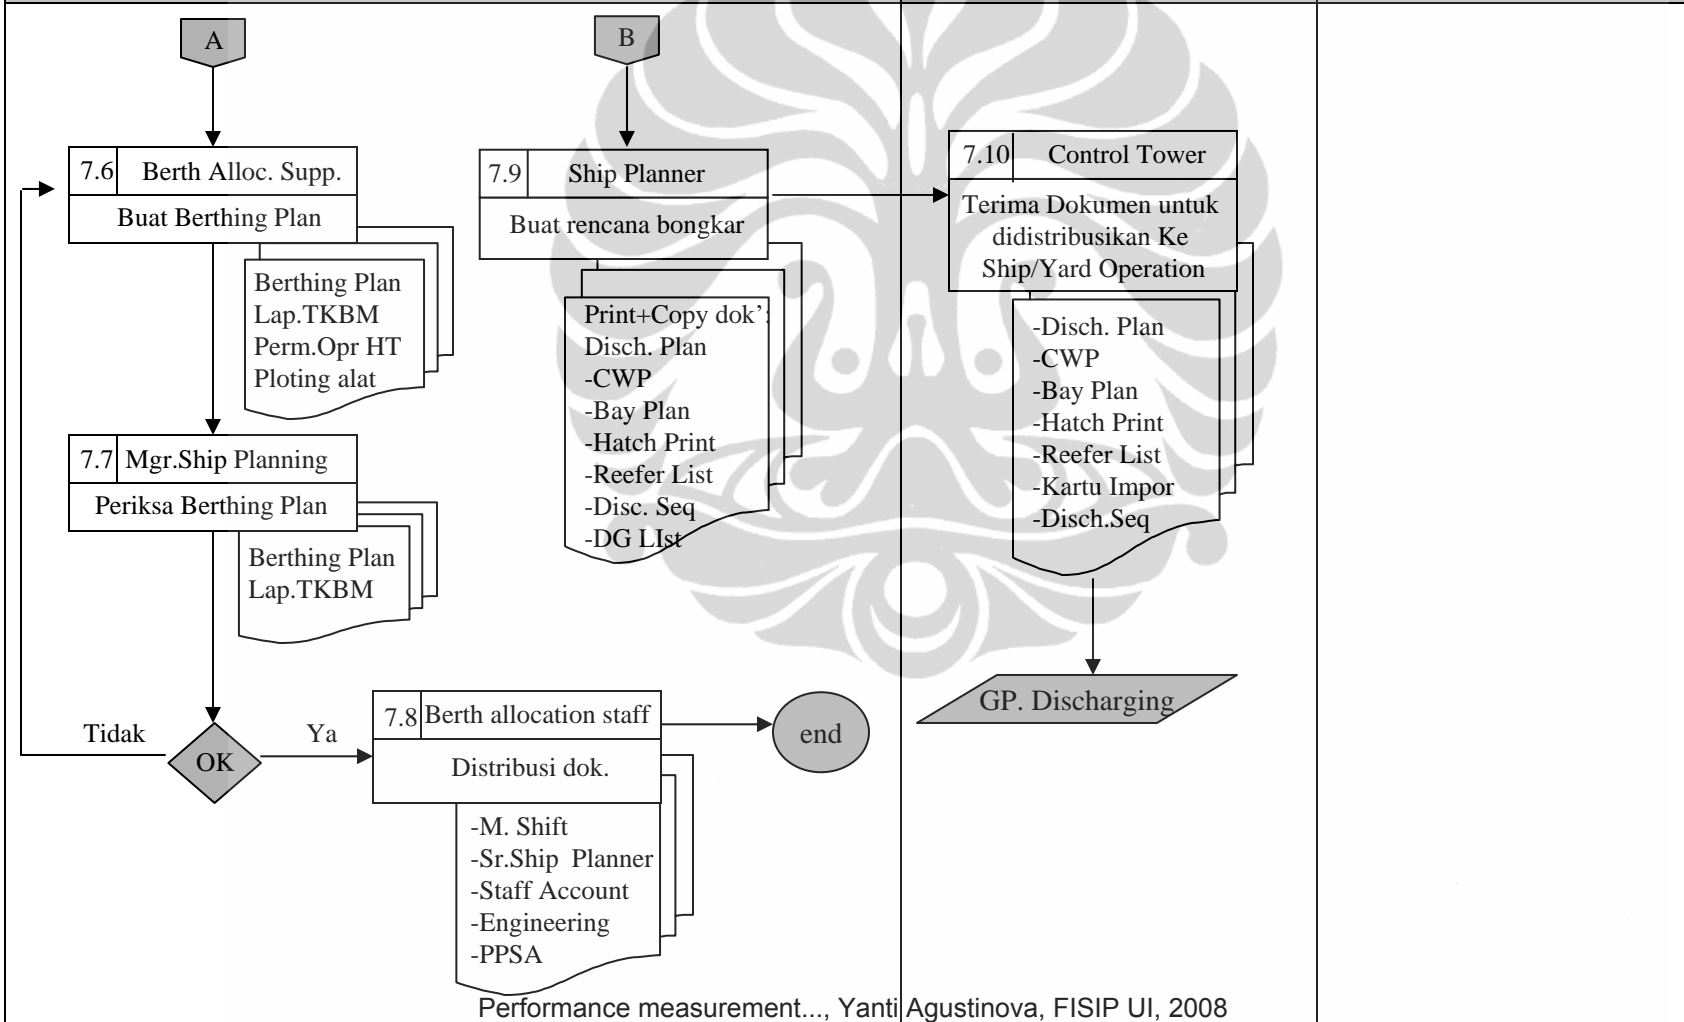 A
7.6
Berth Alloc. Supp.
Buat Berthing Plan
Berthing Plan
Lap.TKBM
Perm.Opr HT
Ploting alat
7.7
Mgr.Ship Planning
Periksa Berthing Plan
Berthing Plan
Lap.TKBM
Tidak
OK
Ya
7.8
Berth allocation staff
Distribusi dok.
-M. Shift
-Sr.Ship Planner
-Staff Account
-Engineering
-PPSA
end
B
7.9
Ship Planner
Buat rencana bongkar
Print+Copy dok’:
Disch. Plan
-CWP
-Bay Plan
-Hatch Print
-Reefer List
-Disc. Seq
-DG LIst
7.10
Control Tower
Terima Dokumen untuk
didistribusikan Ke
Ship/Yard Operation
-Disch. Plan
-CWP
-Bay Plan
-Hatch Print
-Reefer List
-Kartu Impor
-Disch.Seq
GP. Discharging
Performance measurement..., Yanti Agustinova, FISIP UI, 2008